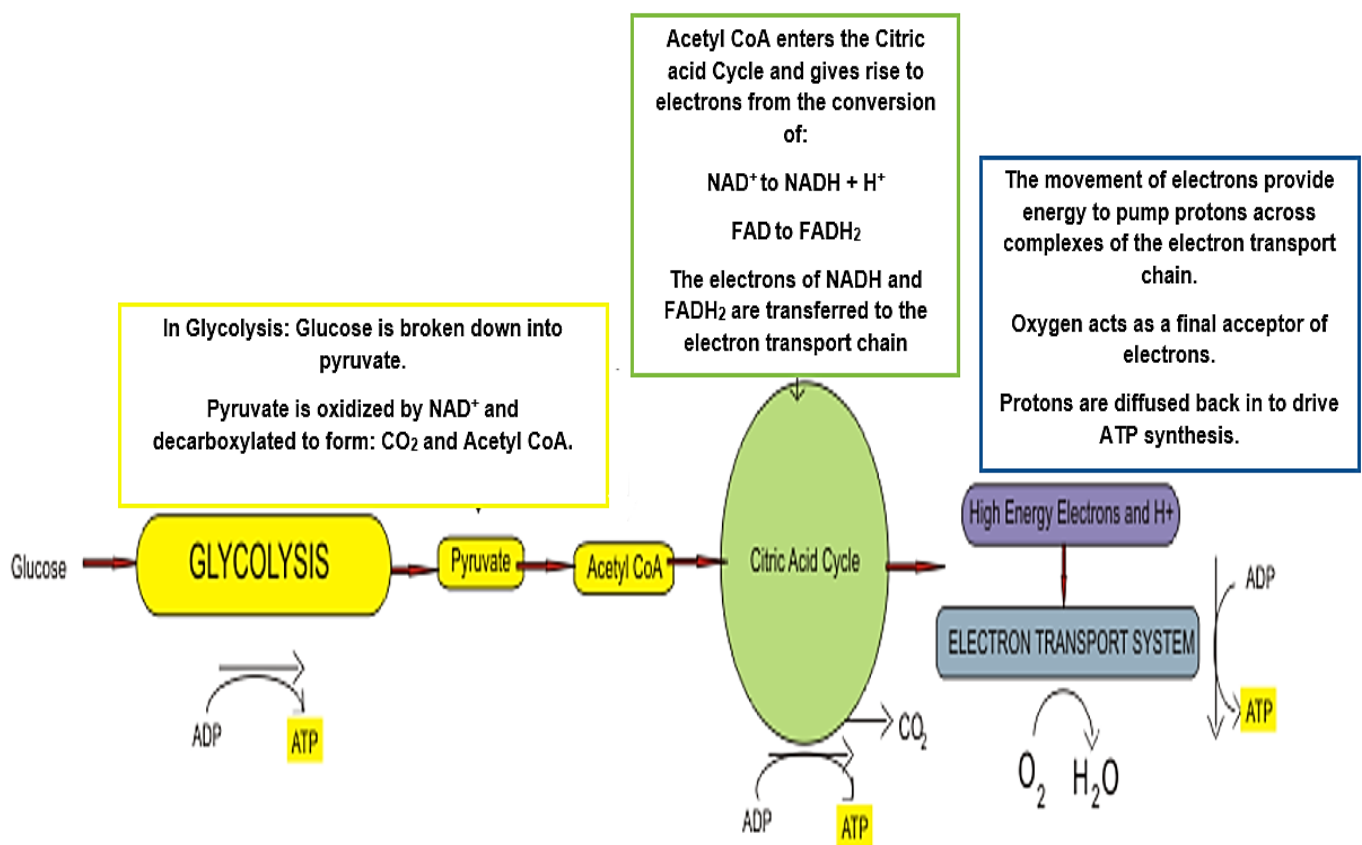 Acetyl CoA enters the Citric
acid Cycle and gives rise to
electrons from the conversion
of:
NAD⁺ to NADH + H⁺
FAD to FADH₂
The electrons of NADH and
FADH₂ are transferred to the
electron transport chain
The movement of electrons provide
energy to pump protons across
complexes of the electron transport
chain.
Oxygen acts as a final acceptor of
electrons.
Protons are diffused back in to drive
ATP synthesis.
In Glycolysis: Glucose is broken down into
pyruvate.
Pyruvate is oxidized by NAD⁺ and
decarboxylated to form: CO₂ and Acetyl CoA.
Glucose
GLYCOLYSIS
Pyruvate
Acetyl CoA
Citric Acid Cycle
High Energy Electrons and H+
ELECTRON TRANSPORT SYSTEM
ADP
ATP
ADP
ATP
CO₂
ADP
ATP
O₂
H₂O